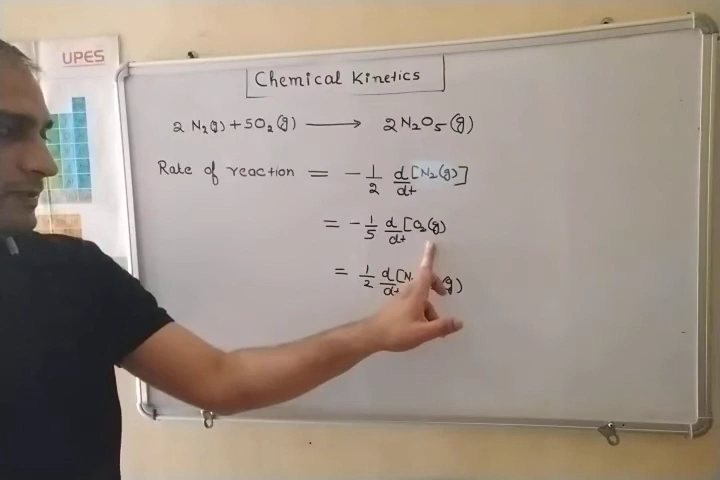 UPES
Chemical Kinetics
2 N₂(g) + 5O₂(g) ⟶ 2N₂O₅(g)
Rate of reaction = - 1/2 d/dt [N₂(g)]
= - 1/5 d/dt [O₂(g)
= 1/2 d/dt [N (g)